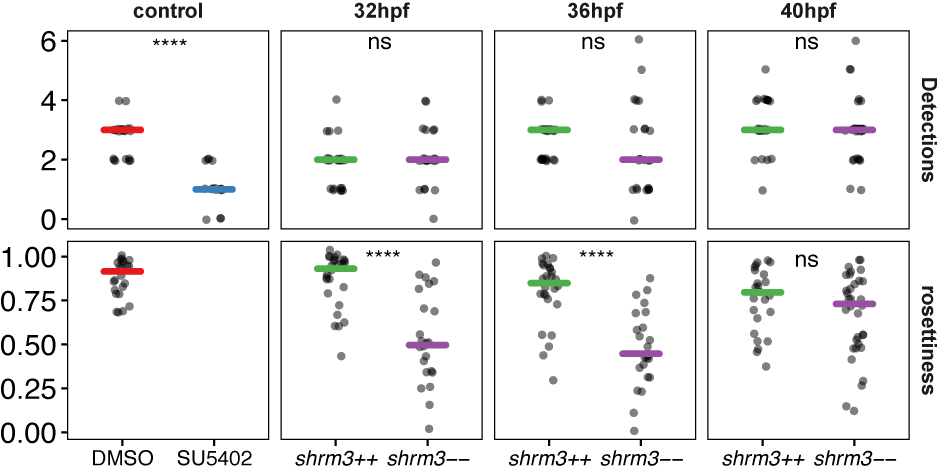 control 32hpf 36hpf 40hpf
**** ns ns ns
6
4
2
0
Detections
**** **** ns
1.00
0.75
0.50
0.25
0.00
rosettiness
DMSO SU5402 shrm3++ shrm3−− shrm3++ shrm3−− shrm3++ shrm3−−